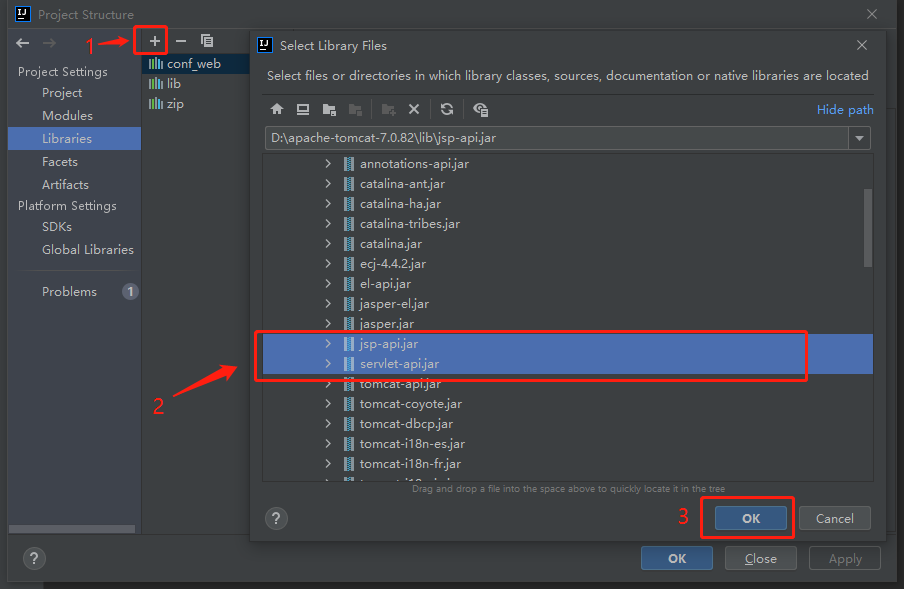 Project Structure
1
Project Settings
Project
Modules
Libraries
Facets
Artifacts
Platform Settings
SDKs
Global Libraries
Problems 1
conf_web
lib
zip
Select Library Files
Select files or directories in which library classes, sources, documentation or native libraries are located
Hide path
D:\apache-tomcat-7.0.82\lib\jsp-api.jar
annotations-api.jar
catalina-ant.jar
catalina-ha.jar
catalina-tribes.jar
catalina.jar
ecj-4.4.2.jar
el-api.jar
jasper-el.jar
jasper.jar
jsp-api.jar
servlet-api.jar
2
tomcat-api.jar
tomcat-coyote.jar
tomcat-dbcp.jar
tomcat-i18n-es.jar
tomcat-i18n-fr.jar
Drag and drop a file into the space above to quickly locate it in the tree
? 3 OK Cancel
? OK Close Apply